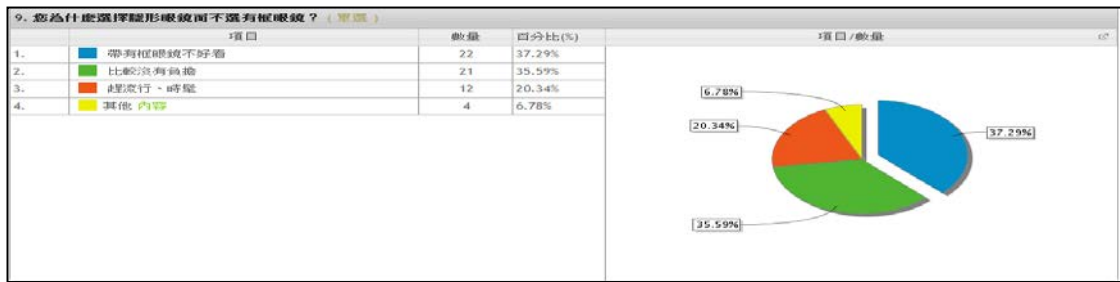 9. 您為什麼選擇隱形眼鏡而不選有框眼鏡？（單選）
項目 數量 百分比(%) 項目/數量
1. 帶有框眼鏡不好看 22 37.29%
2. 比較沒有負擔 21 35.59%
3. 趕流行、時髦 12 20.34%
4. 其他 內容 4 6.78%
6.78%
20.34%
37.29%
35.59%